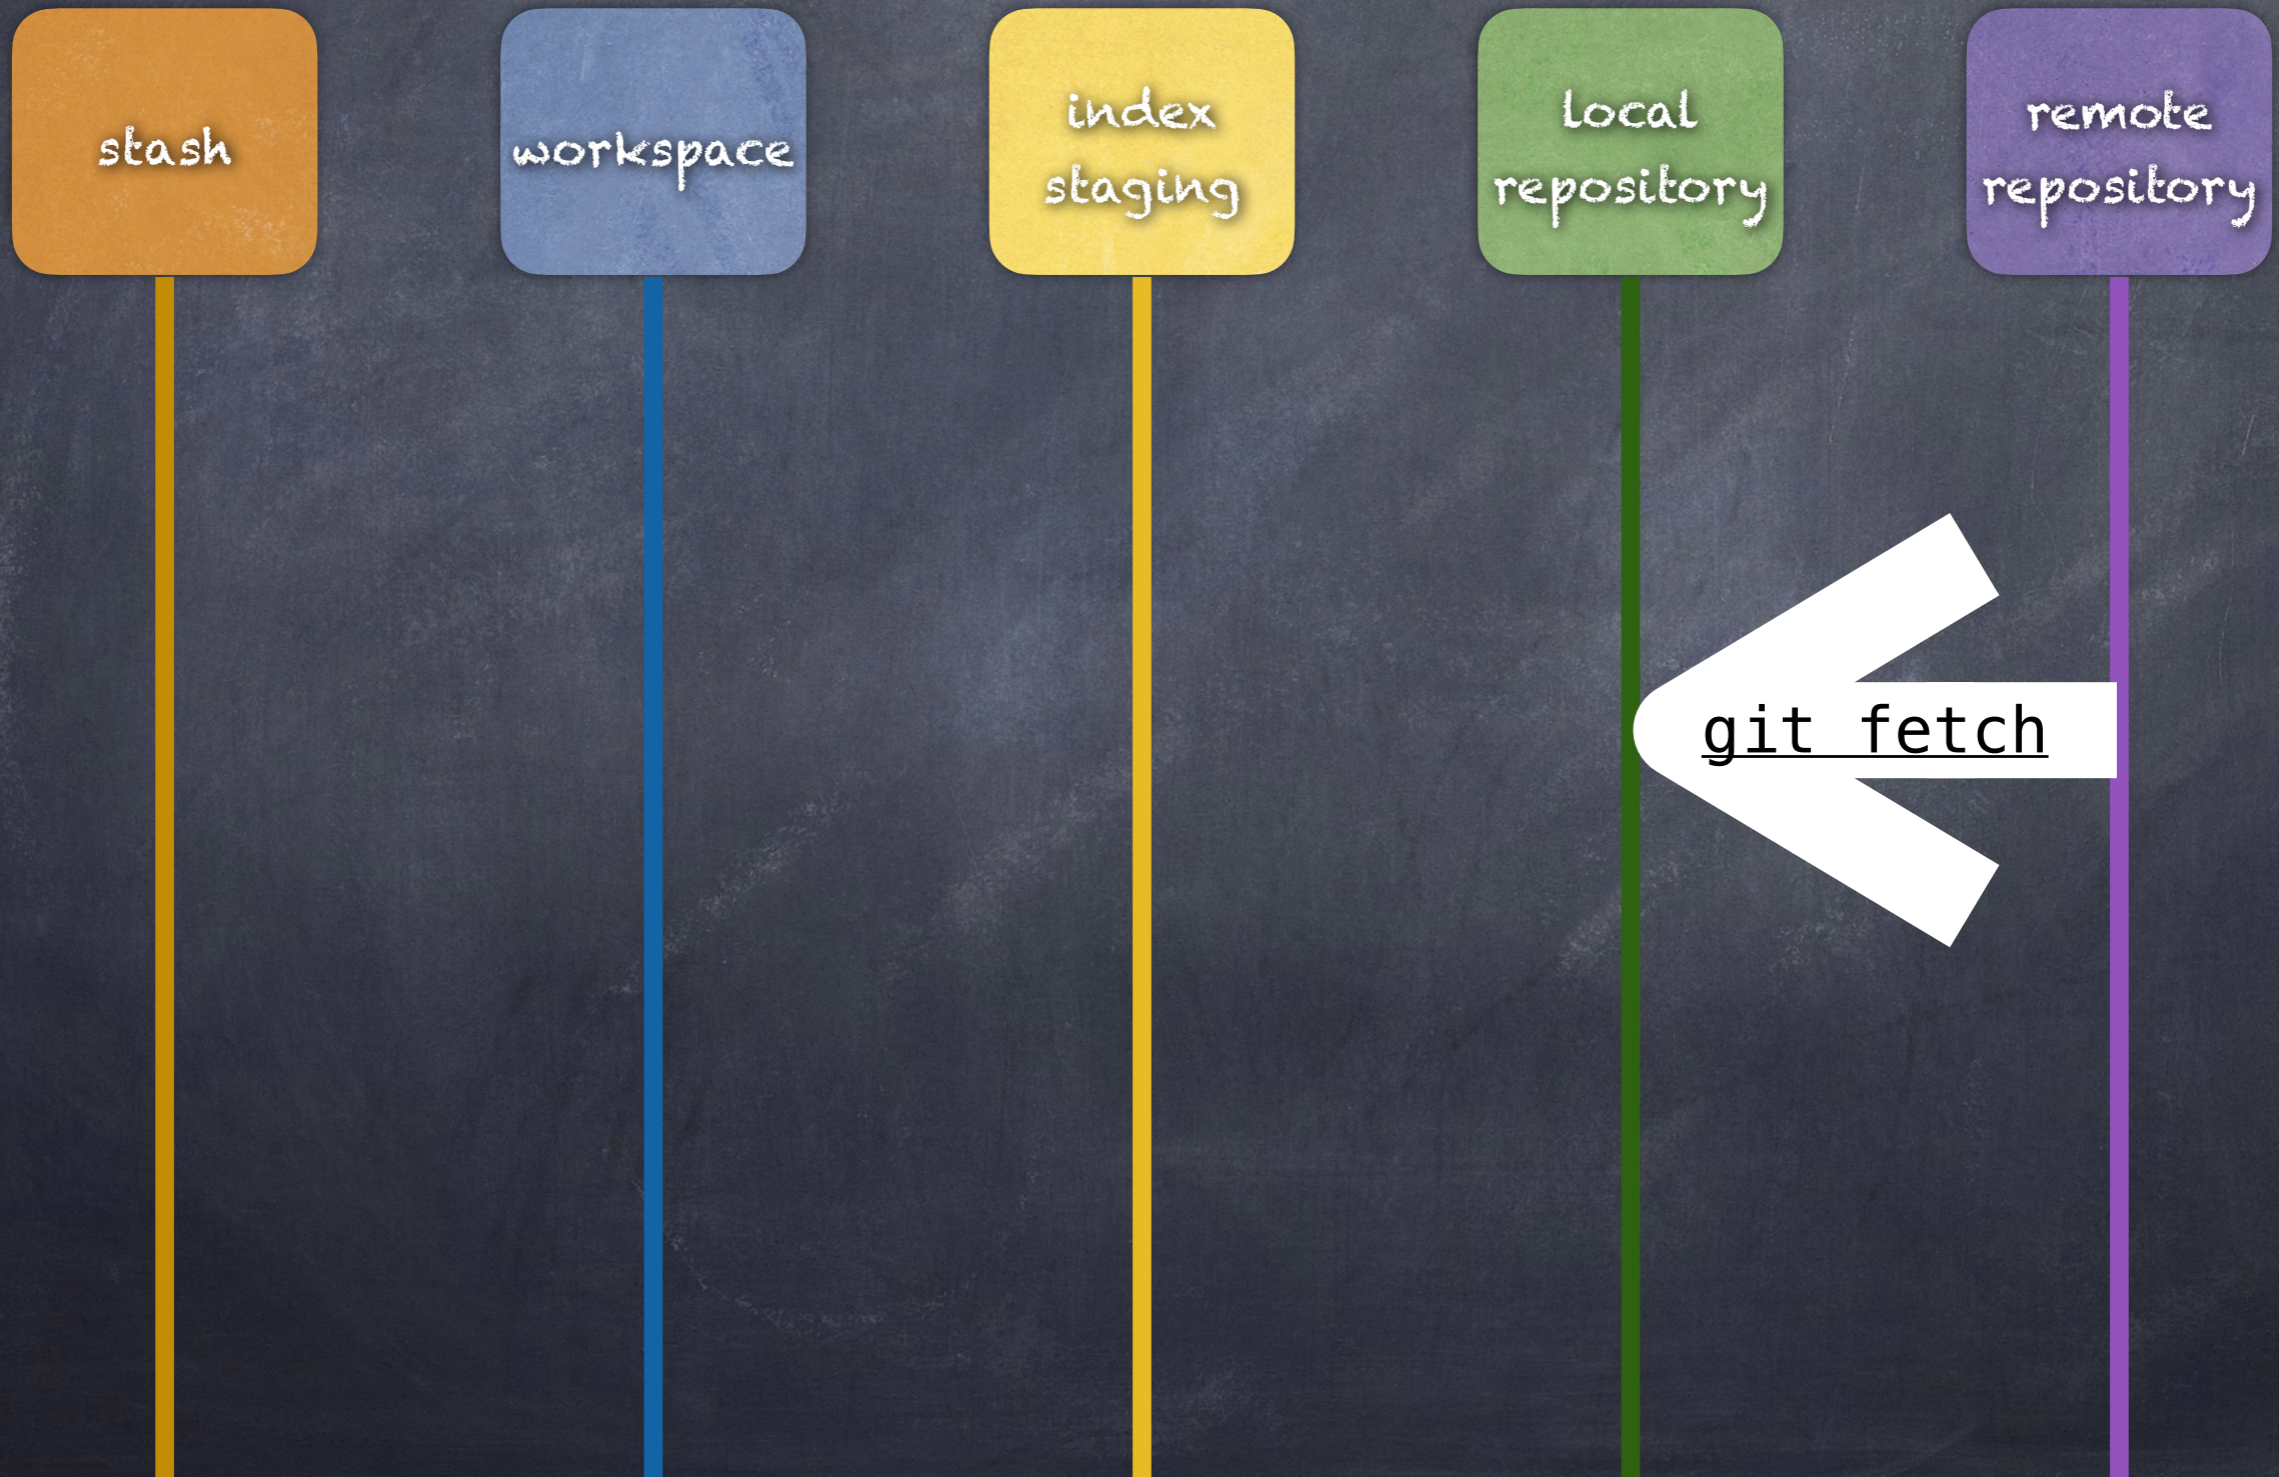 stash
workspace
index
staging
local
repository
remote
repository
git fetch